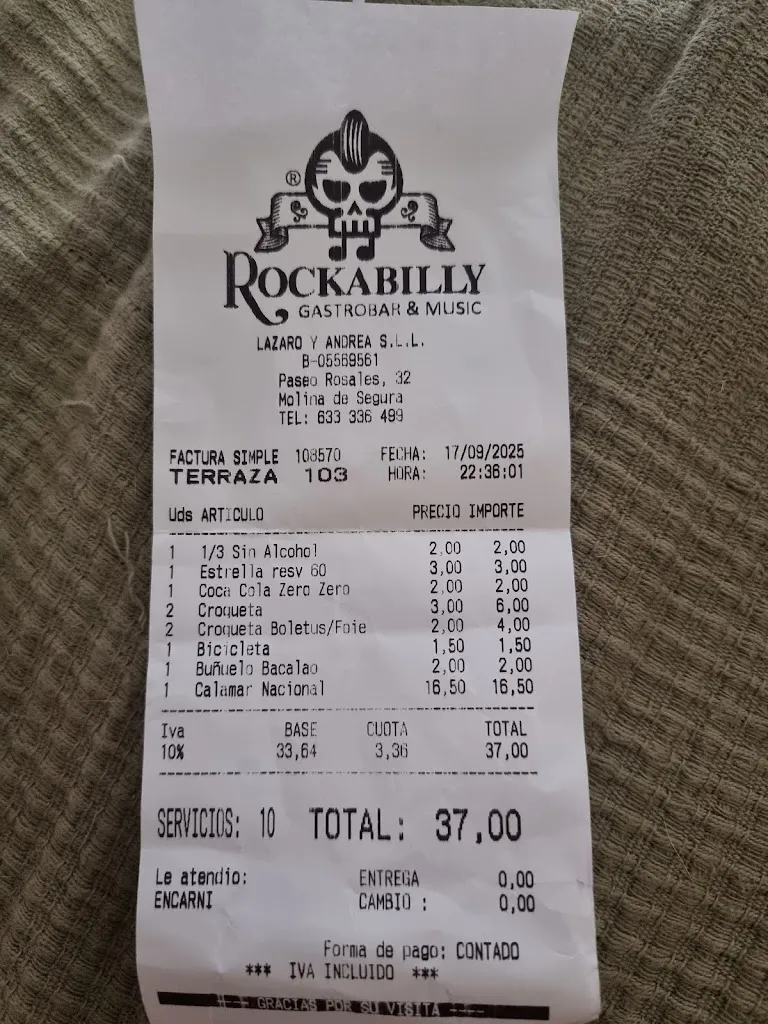 ®
ROCKABILLY
GASTROBAR & MUSIC
LAZARO Y ANDREA S.L.L.
B-05569561
Paseo Rosales, 32
Molina de Segura
TEL: 633 336 499
FACTURA SIMPLE 108570 FECHA: 17/09/2025
TERRAZA 103 HORA: 22:36:01
Uds ARTICULO PRECIO IMPORTE
1 1/3 Sin Alcohol 2,00 2,00
1 Estrella resv 60 3,00 3,00
1 Coca Cola Zero Zero 2,00 2,00
2 Croqueta 3,00 6,00
2 Croqueta Boletus/Foie 2,00 4,00
1 Bicicleta 1,50 1,50
1 Buñuelo Bacalao 2,00 2,00
1 Calamar Nacional 16,50 16,50
Iva BASE CUOTA TOTAL
10% 33,64 3,36 37,00
SERVICIOS: 10 TOTAL: 37,00
Le atendio: ENTREGA 0,00
ENCARNI CAMBIO : 0,00
Forma de pago: CONTADO
*** IVA INCLUIDO ***
GRACIAS POR SU VISITA